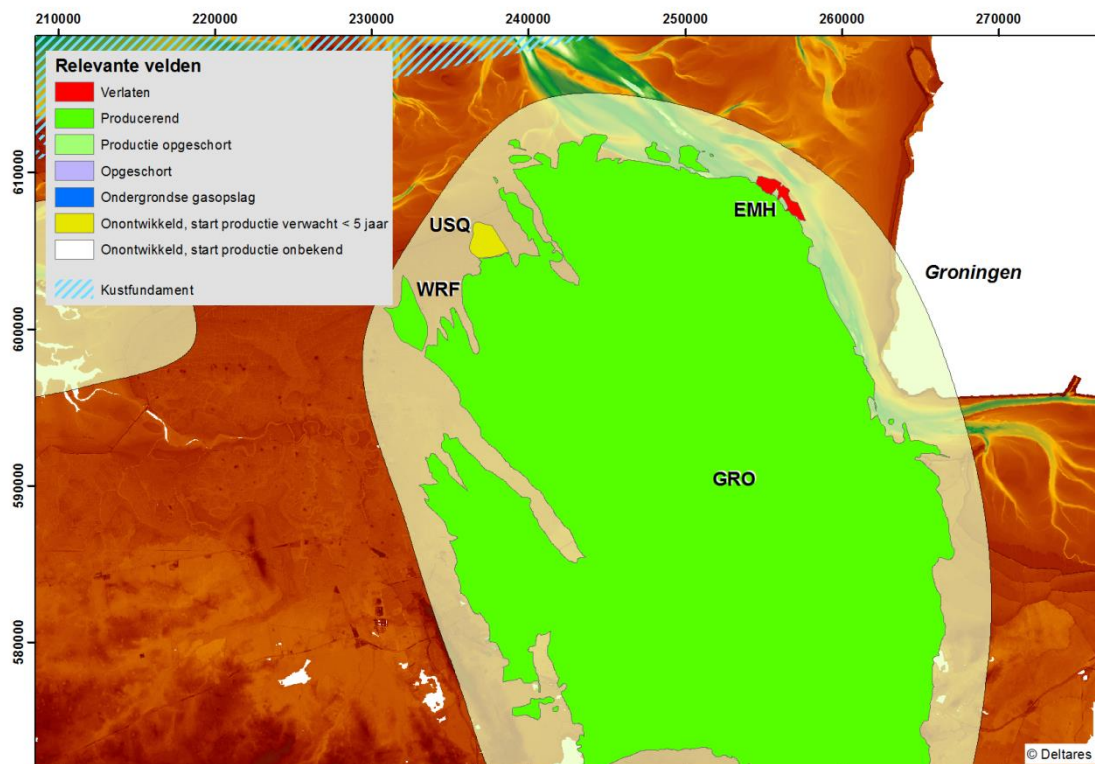 210000 220000 230000 240000 250000 260000 270000
Relevante velden
Verlaten
Producerend
Productie opgeschort
Opgeschort
Ondergrondse gasopslag
Onontwikkeld, start productie verwacht < 5 jaar
Onontwikkeld, start productie onbekend
Kustfundament
610000
600000
590000
580000
USQ
EMH
WRF
Groningen
GRO
© Deltares